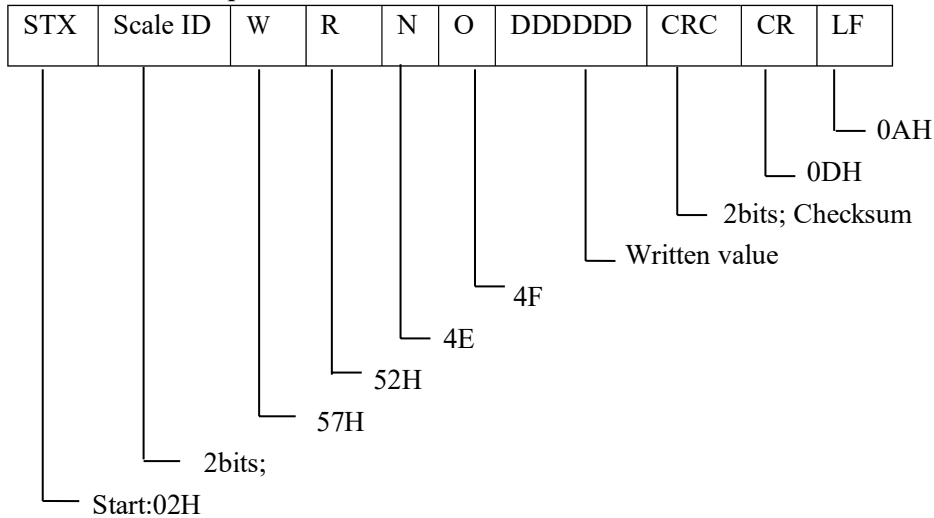 STX Scale ID W R N O DDDDDD CRC CR LF
0AH
0DH
2bits; Checksum
Written value
4F
4E
52H
57H
2bits;
Start:02H